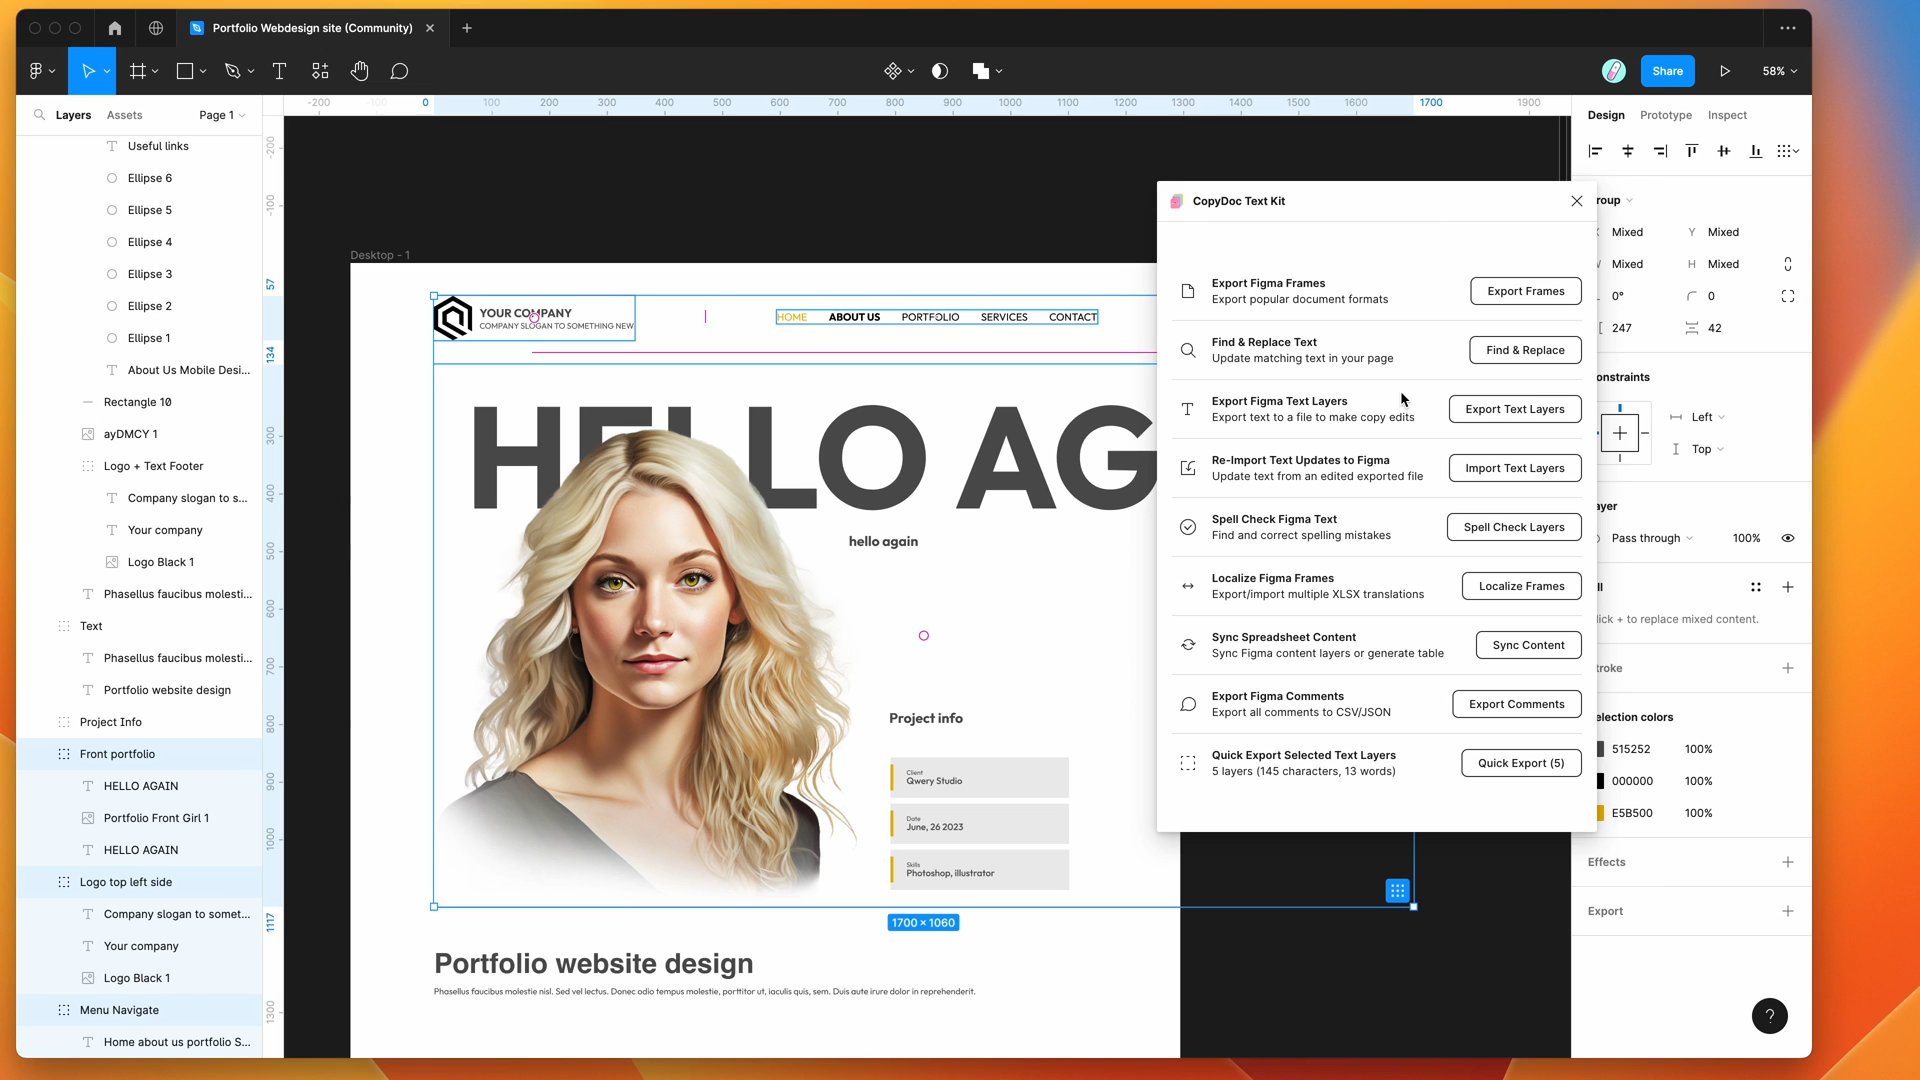 Portfolio Webdesign site (Community)
Share
58%
Layers
Assets
Page 1
-200
-100
0
100
200
300
400
500
600
700
800
900
1000
1100
1200
1300
1400
1500
1600
1700
1900
Design
Prototype
Inspect
Useful links
Ellipse 6
Ellipse 5
Ellipse 4
Ellipse 3
Ellipse 2
Ellipse 1
About Us Mobile Desi...
Rectangle 10
ayDMCY 1
Logo + Text Footer
Company slogan to s...
Your company
Logo Black 1
Phasellus faucibus molesti...
Text
Phasellus faucibus molesti...
Portfolio website design
Project Info
Front portfolio
HELLO AGAIN
Portfolio Front Girl 1
HELLO AGAIN
Logo top left side
Company slogan to somet...
Your company
Logo Black 1
Menu Navigate
Home about us portfolio S...
-200
-100
57
134
300
400
500
600
700
800
900
1000
1117
1300
Desktop - 1
YOUR COMPANY
COMPANY SLOGAN TO SOMETHING NEW
HOME
ABOUT US
PORTFOLIO
SERVICES
CONTACT
HELLO AG
hello again
Project info
Client
Qwery Studio
Date
June, 26 2023
Skills
Photoshop, illustrator
1700 × 1060
Portfolio website design
Phasellus faucibus molestie nisl. Sed vel lectus. Donec odio tempus molestie, porttitor ut, iaculis quis, sem. Duis aute irure dolor in reprehenderit.
CopyDoc Text Kit
Export Figma Frames
Export popular document formats
Export Frames
Find & Replace Text
Update matching text in your page
Find & Replace
Export Figma Text Layers
Export text to a file to make copy edits
Export Text Layers
Re-Import Text Updates to Figma
Update text from an edited exported file
Import Text Layers
Spell Check Figma Text
Find and correct spelling mistakes
Spell Check Layers
Localize Figma Frames
Export/import multiple XLSX translations
Localize Frames
Sync Spreadsheet Content
Sync Figma content layers or generate table
Sync Content
Export Figma Comments
Export all comments to CSV/JSON
Export Comments
Quick Export Selected Text Layers
5 layers (145 characters, 13 words)
Quick Export (5)
roup
Mixed
Y
Mixed
Mixed
H
Mixed
0°
0
247
42
onstraints
Left
Top
ayer
Pass through
100%
ll
lick + to replace mixed content.
troke
election colors
515252
100%
000000
100%
E5B500
100%
Effects
Export
?